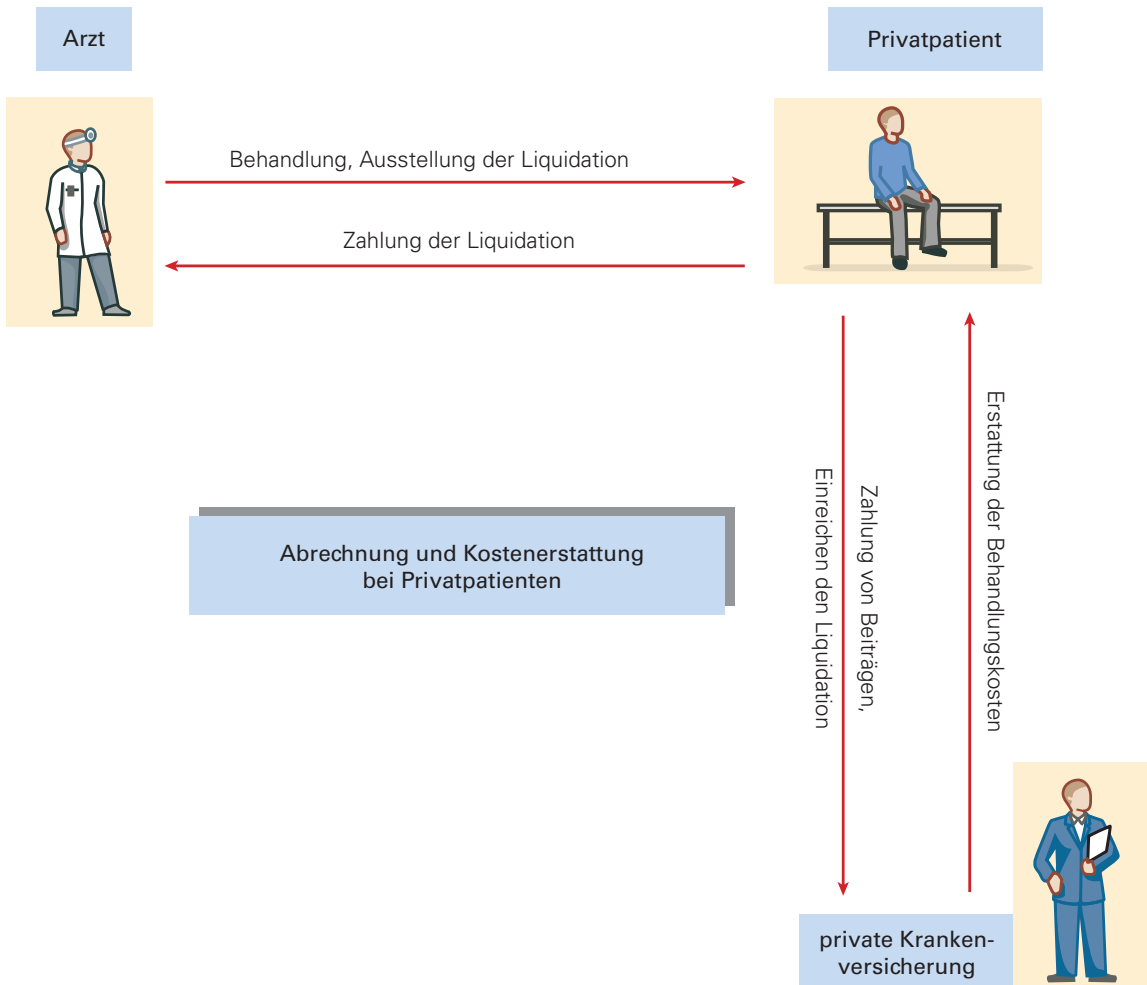 Arzt
Privatpatient
Behandlung, Ausstellung der Liquidation
Zahlung der Liquidation
Abrechnung und Kostenerstattung
bei Privatpatienten
Zahlung von Beiträgen,
Einreichen den Liquidation
Erstattung der Behandlungskosten
private Kranken-
versicherung